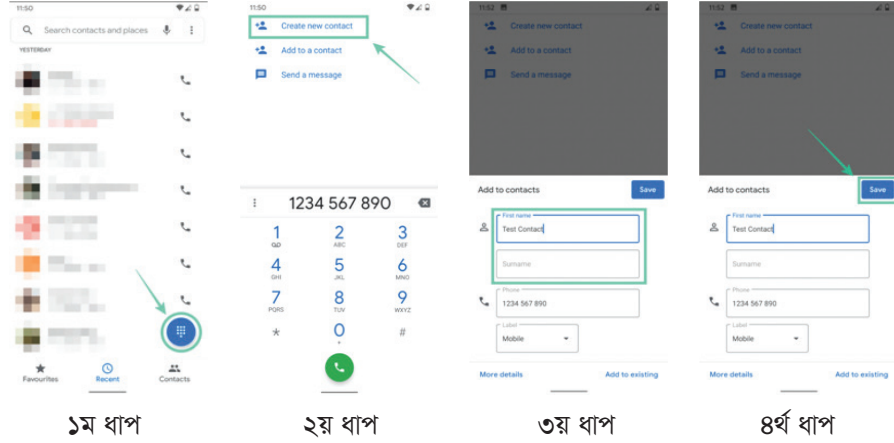 11:50
Search contacts and places
YESTERDAY
Favourites
Recent
Contacts
১ম ধাপ
11:50
Create new contact
Add to a contact
Send a message
1234 567 890
1
2 ABC
3 DEF
4 GHI
5 JKL
6 MNO
7 PQRS
8 TUV
9 WXYZ
*
0
+
#
২য় ধাপ
11:52
Create new contact
Add to a contact
Send a message
Add to contacts
Save
First name
Test Contact
Surname
Phone
1234 567 890
Label
Mobile
More details
Add to existing
৩য় ধাপ
11:52
Create new contact
Add to a contact
Send a message
Add to contacts
Save
First name
Test Contact
Surname
Phone
1234 567 890
Label
Mobile
More details
Add to existing
৪র্থ ধাপ